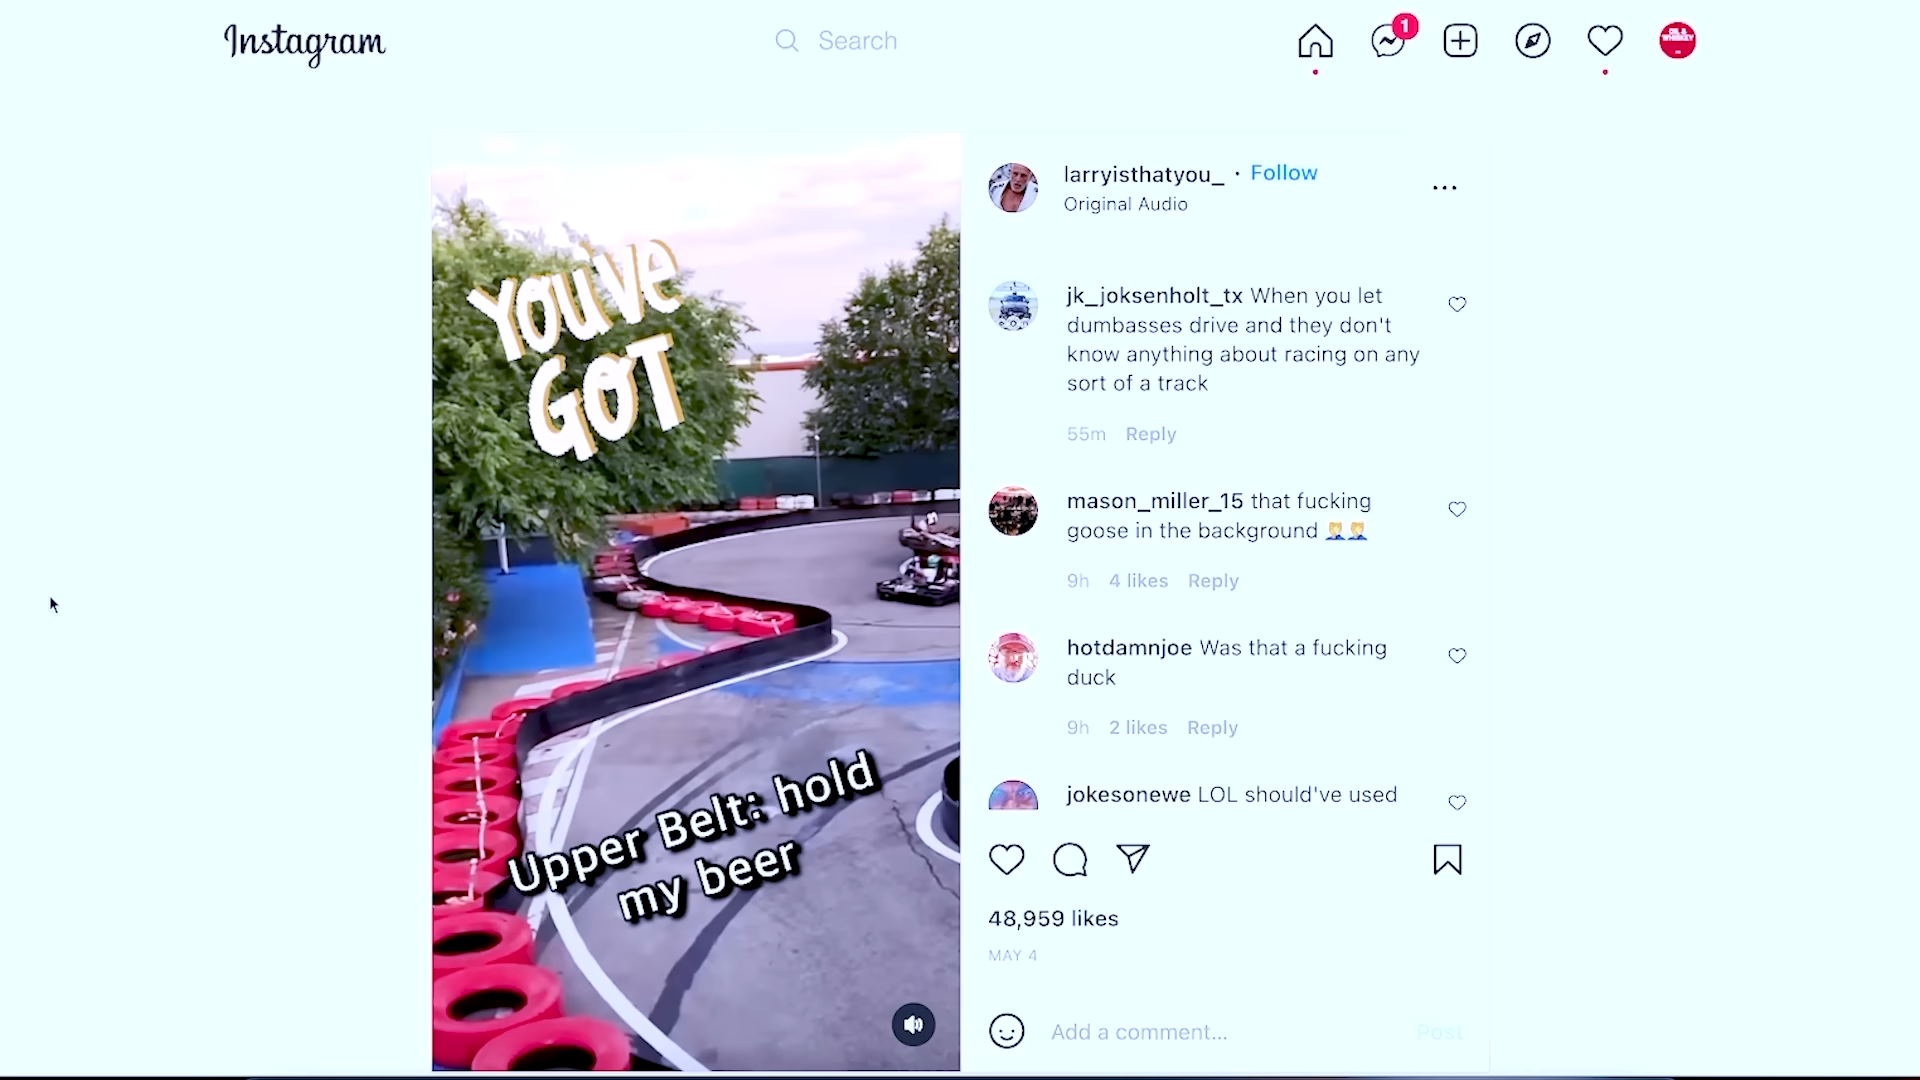 Instagram
Search
1
OIL &
WHISKEY
YOU'VE
GOT
Upper Belt: hold
my beer
larryisthatyou_ · Follow
Original Audio
jk_joksenholt_tx When you let
dumbasses drive and they don't
know anything about racing on any
sort of a track
55m Reply
mason_miller_15 that fucking
goose in the background 🤦🤦
9h 4 likes Reply
hotdamnjoe Was that a fucking
duck
9h 2 likes Reply
jokesonewe LOL should've used
48,959 likes
MAY 4
Add a comment...
Post